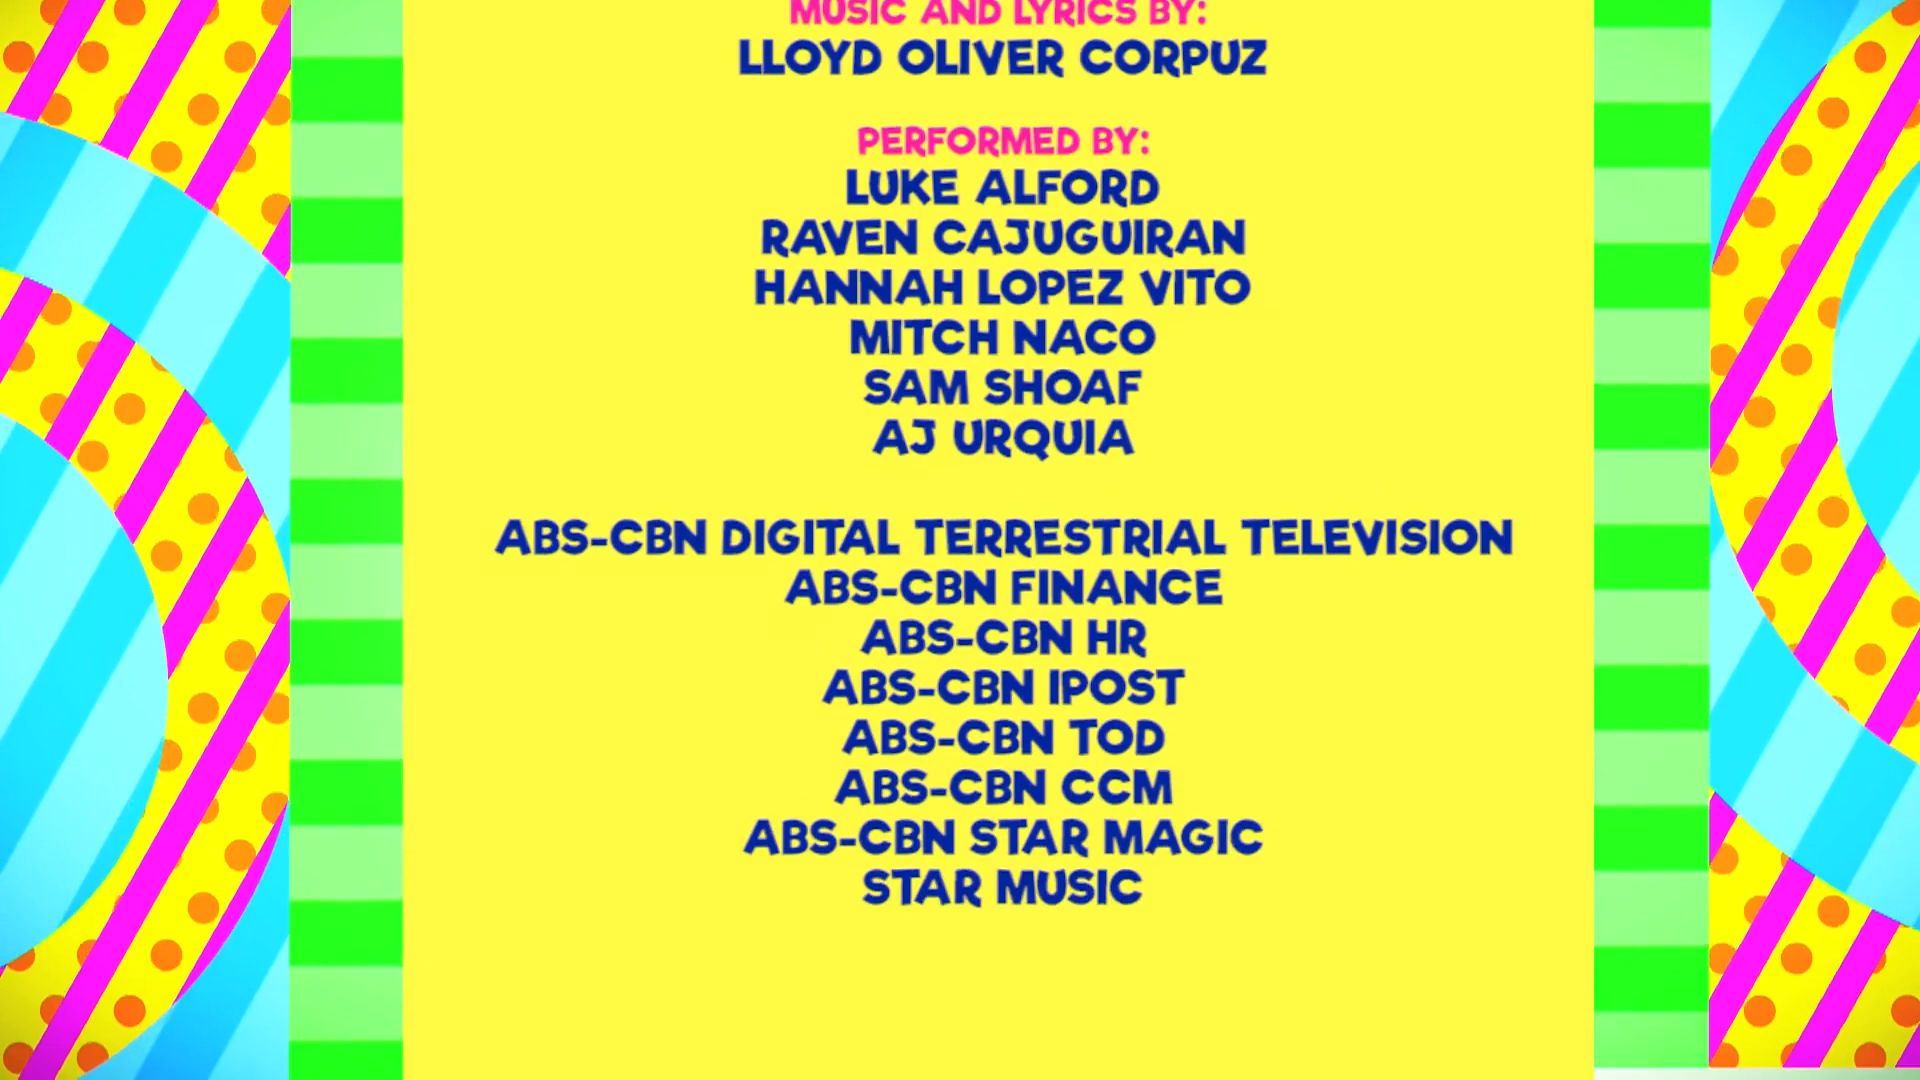 MUSIC AND LYRICS BY:
LLOYD OLIVER CORPUZ
PERFORMED BY:
LUKE ALFORD
RAVEN CAJUGUIRAN
HANNAH LOPEZ VITO
MITCH NACO
SAM SHOAF
AJ URQUIA
ABS-CBN DIGITAL TERRESTRIAL TELEVISION
ABS-CBN FINANCE
ABS-CBN HR
ABS-CBN IPOST
ABS-CBN TOD
ABS-CBN CCM
ABS-CBN STAR MAGIC
STAR MUSIC